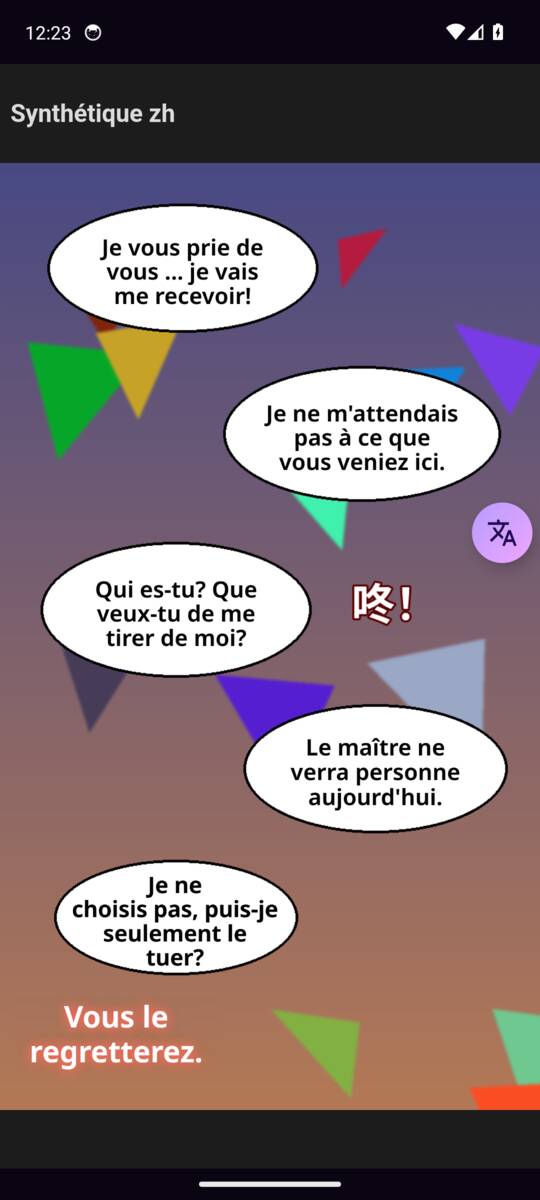 12:23
Synthétique zh
Je vous prie de
vous ... je vais
me recevoir!
Je ne m'attendais
pas à ce que
vous veniez ici.
Qui es-tu? Que
veux-tu de me
tirer de moi?
咚!
Le maître ne
verra personne
aujourd'hui.
Je ne
choisis pas, puis-je
seulement le
tuer?
Vous le
regretterez.